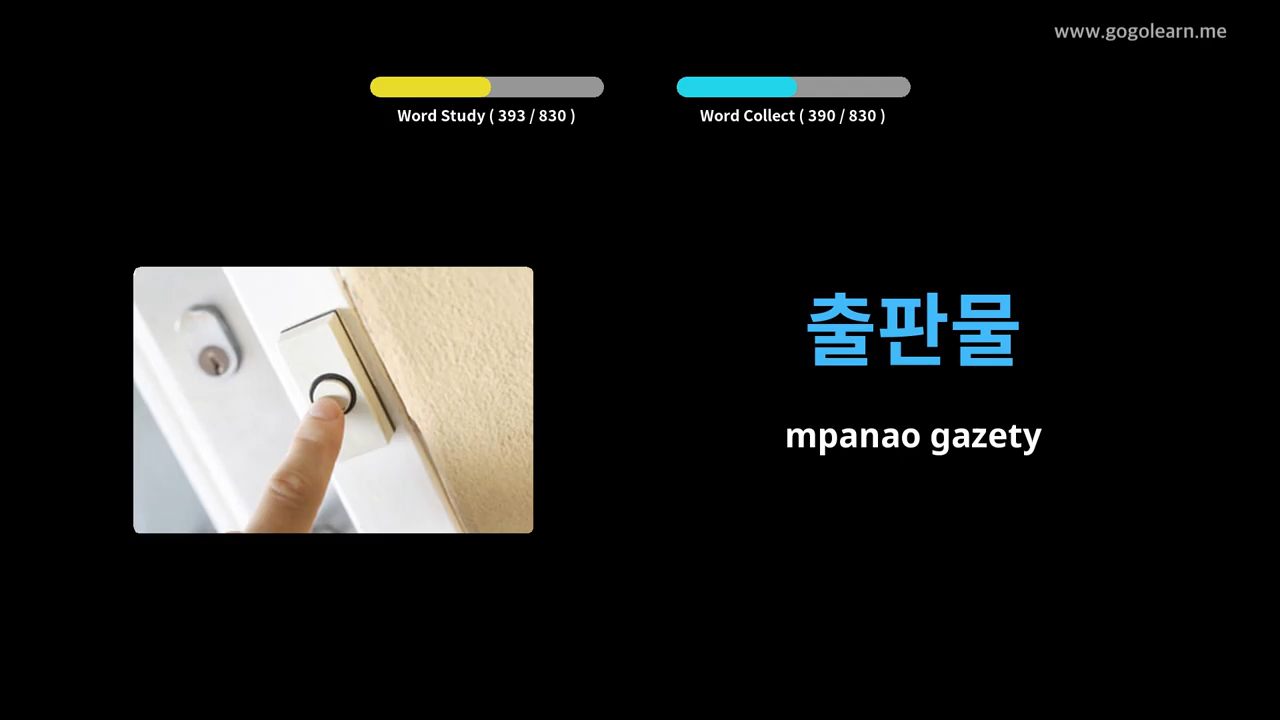 www.gogolearn.me
Word Study ( 393 / 830 )
Word Collect ( 390 / 830 )
출판물
mpanao gazety